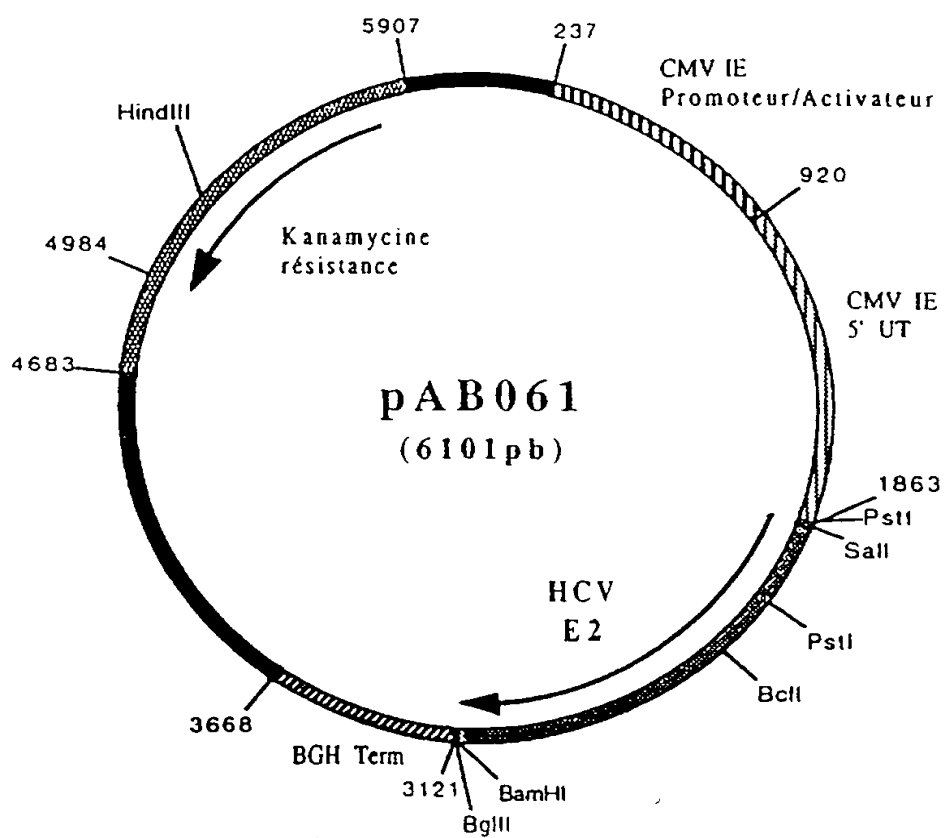 5907
237
CMV IE
Promoteur/Activateur
HindIII
920
Kanamycine
résistance
4984
CMV IE
5' UT
4683
pAB061
(6101pb)
1863
PstI
SalI
HCV
E2
PstI
BclI
3668
BGH Term
3121
BamHI
BglII